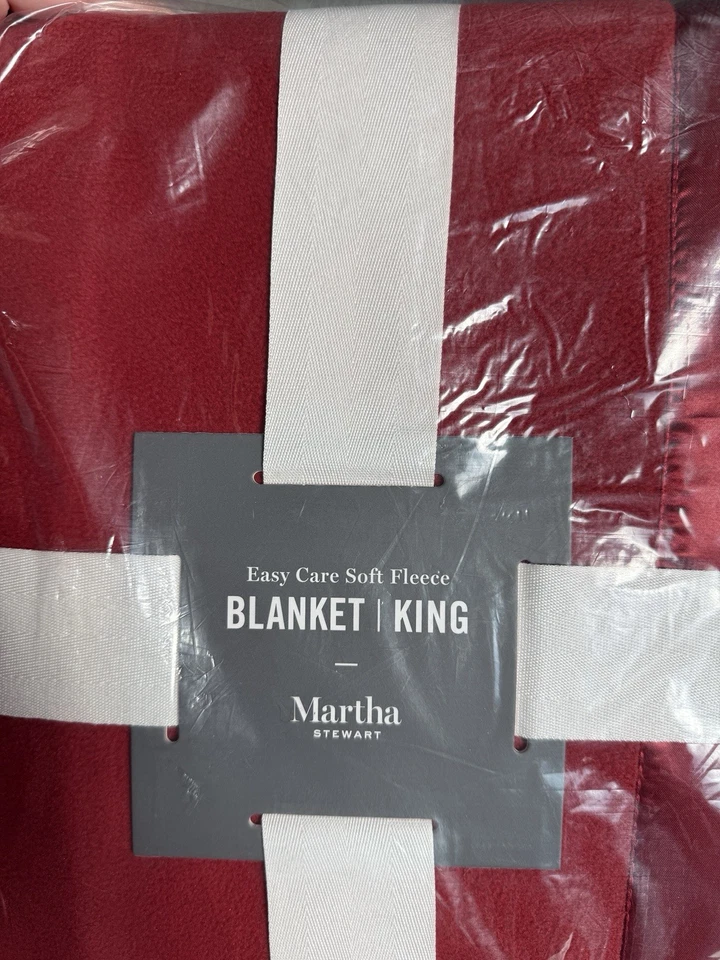 Easy Care Soft Fleece
BLANKET | KING
Martha
STEWART